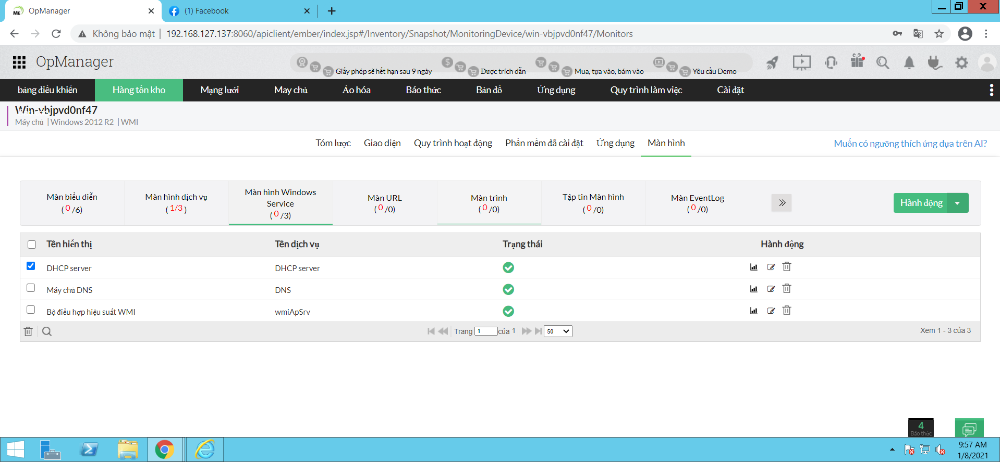 OpManager
(1) Facebook
Không bảo mật
192.168.127.137:8060/apiclient/ember/index.jsp#/Inventory/Snapshot/MonitoringDevice/win-vbjpvd0nf47/Monitors
OpManager
Giấy phép sẽ hết hạn sau 9 ngày
Được trích dẫn
Mua, tựa vào, bám vào
Yêu cầu Demo
bảng điều khiển
Hàng tồn kho
Mạng lưới
May chủ
Ảo hóa
Báo thức
Bản đồ
Ứng dụng
Quy trình làm việc
Cài đặt
Win-vbjpvd0nf47
Máy chủ | Windows 2012 R2 | WMI
Tóm lược
Giao diện
Quy trình hoạt động
Phần mềm đã cài đặt
Ứng dụng
Màn hình
Muốn có ngưỡng thích ứng dựa trên AI?
Màn biểu diễn
( 0 /6)
Màn hình dịch vụ
( 1/3 )
Màn hình Windows
Service
( 0 /3)
Màn URL
( 0 /0)
Màn trình
( 0 /0)
Tập tin Màn hình
( 0 /0)
Màn EventLog
( 0 /0)
Hành động
Tên hiển thị
Tên dịch vụ
Trạng thái
Hành động
DHCP server
DHCP server
Máy chủ DNS
DNS
Bộ điều hợp hiệu suất WMI
wmiApSrv
Trang 1 của 1
50
Xem 1 - 3 của 3
4
Báo thức
9:57 AM
1/8/2021